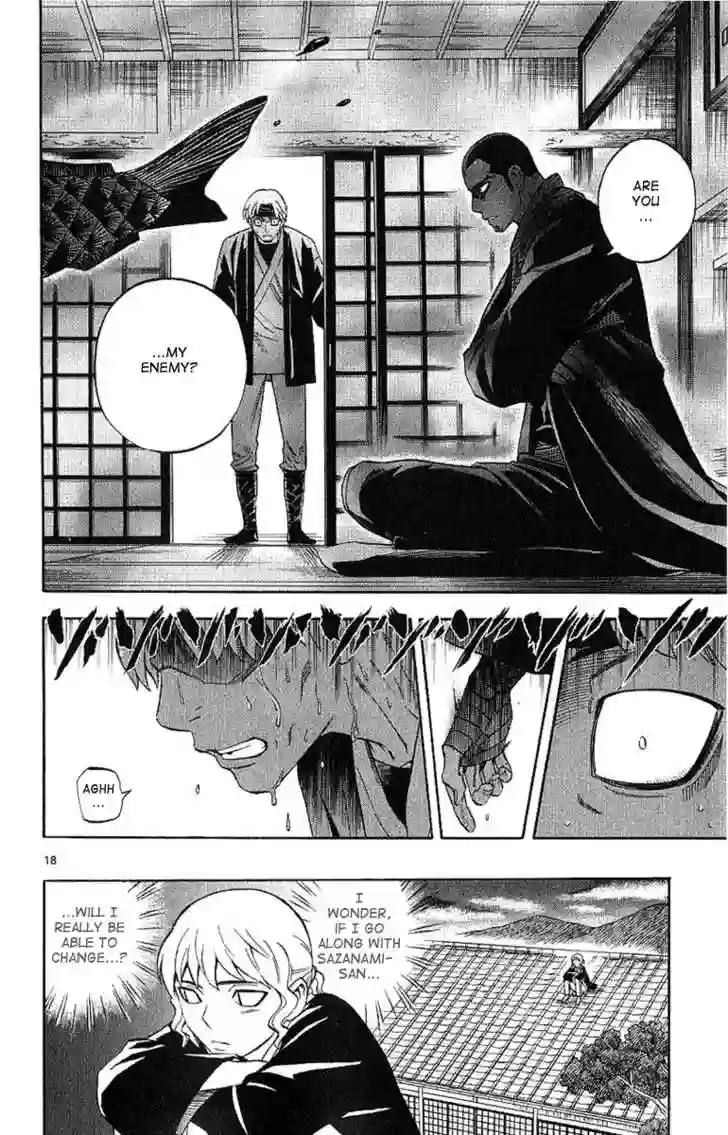 ARE
YOU
...
...MY
ENEMY?
AGHH
...
18
I
WONDER,
IF I GO
ALONG WITH
SAZANAMI-
SAN...
...WILL I
REALLY BE
ABLE TO
CHANGE...?